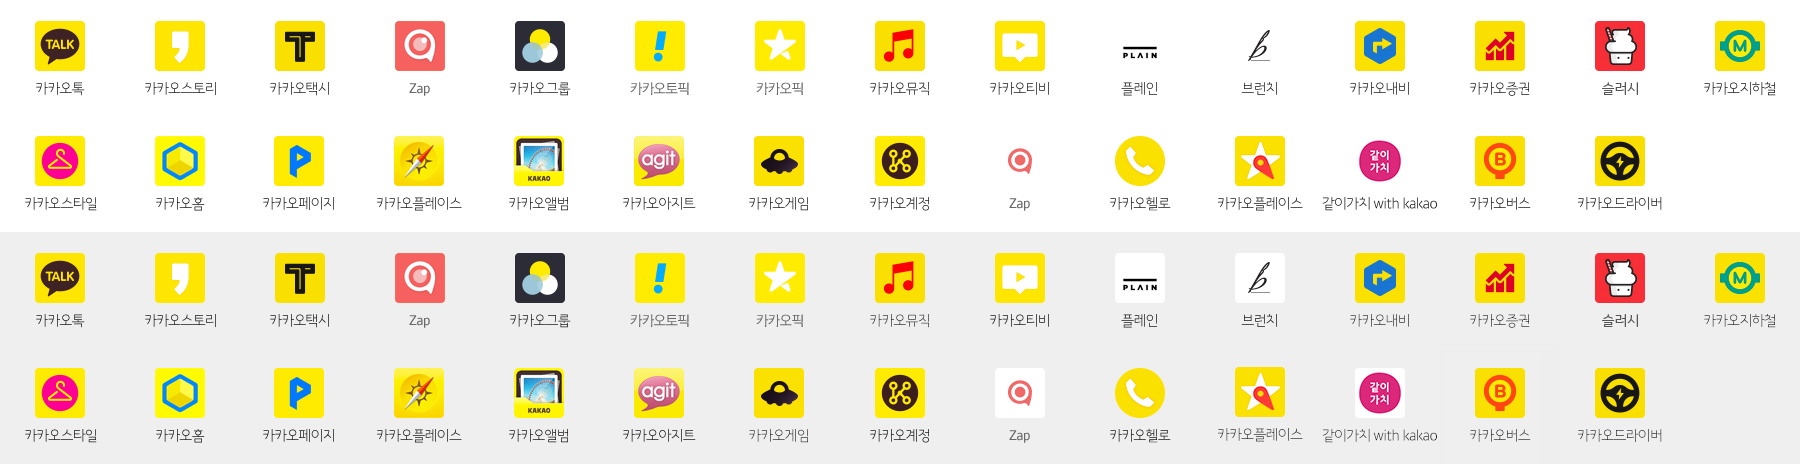 TALK
카카오톡 카카오스토리 카카오택시 Zap 카카오그룹 카카오토픽 카카오픽 카카오뮤직 카카오티비 플레인 브런치 카카오내비 카카오증권 슬러시 카카오지하철
PLAIN
M
P
KAKAO
agit
같이
가치
B
카카오스타일 카카오홈 카카오페이지 카카오플레이스 카카오앨범 카카오아지트 카카오게임 카카오계정 Zap 카카오헬로 카카오플레이스 같이가치 with kakao 카카오버스 카카오드라이버
TALK
PLAIN
M
카카오톡 카카오스토리 카카오택시 Zap 카카오그룹 카카오토픽 카카오픽 카카오뮤직 카카오티비 플레인 브런치 카카오내비 카카오증권 슬러시 카카오지하철
P
KAKAO
agit
같이
가치
B
카카오스타일 카카오홈 카카오페이지 카카오플레이스 카카오앨범 카카오아지트 카카오게임 카카오계정 Zap 카카오헬로 카카오플레이스 같이가치 with kakao 카카오버스 카카오드라이버